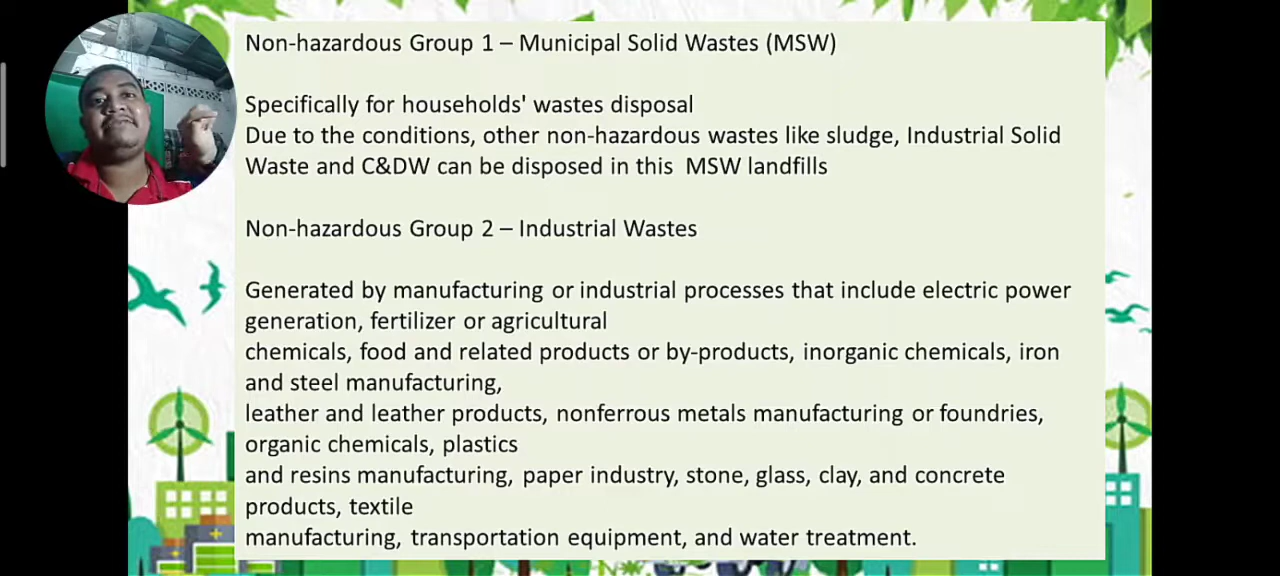 Non-hazardous Group 1 – Municipal Solid Wastes (MSW)
Specifically for households' wastes disposal
Due to the conditions, other non-hazardous wastes like sludge, Industrial Solid
Waste and C&DW can be disposed in this  MSW landfills
Non-hazardous Group 2 – Industrial Wastes
Generated by manufacturing or industrial processes that include electric power
generation, fertilizer or agricultural
chemicals, food and related products or by-products, inorganic chemicals, iron
and steel manufacturing,
leather and leather products, nonferrous metals manufacturing or foundries,
organic chemicals, plastics
and resins manufacturing, paper industry, stone, glass, clay, and concrete
products, textile
manufacturing, transportation equipment, and water treatment.